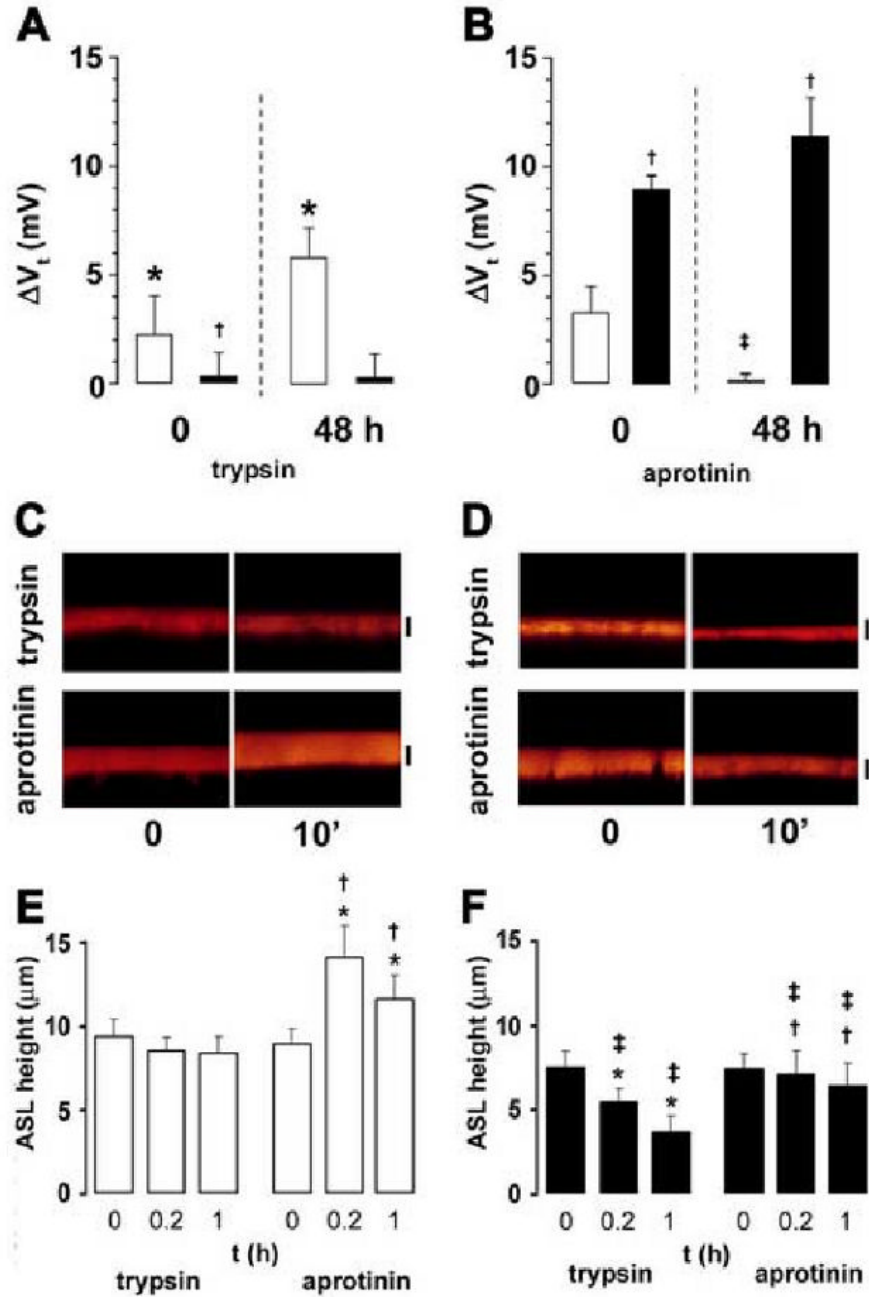 A
B
15
10
5
0
ΔVt (mV)
*
†
*
0
48 h
trypsin
15
10
5
0
ΔVt (mV)
†
‡
†
0
48 h
aprotinin
C
D
trypsin
aprotinin
0
10’
trypsin
aprotinin
0
10’
E
F
15
10
5
0
ASL height (µm)
†
*
†
*
0 0.2 1 0 0.2 1
t (h)
trypsin aprotinin
15
10
5
0
ASL height (µm)
‡
*
‡
*
‡
†
‡
†
0 0.2 1 0 0.2 1
t (h)
trypsin aprotinin